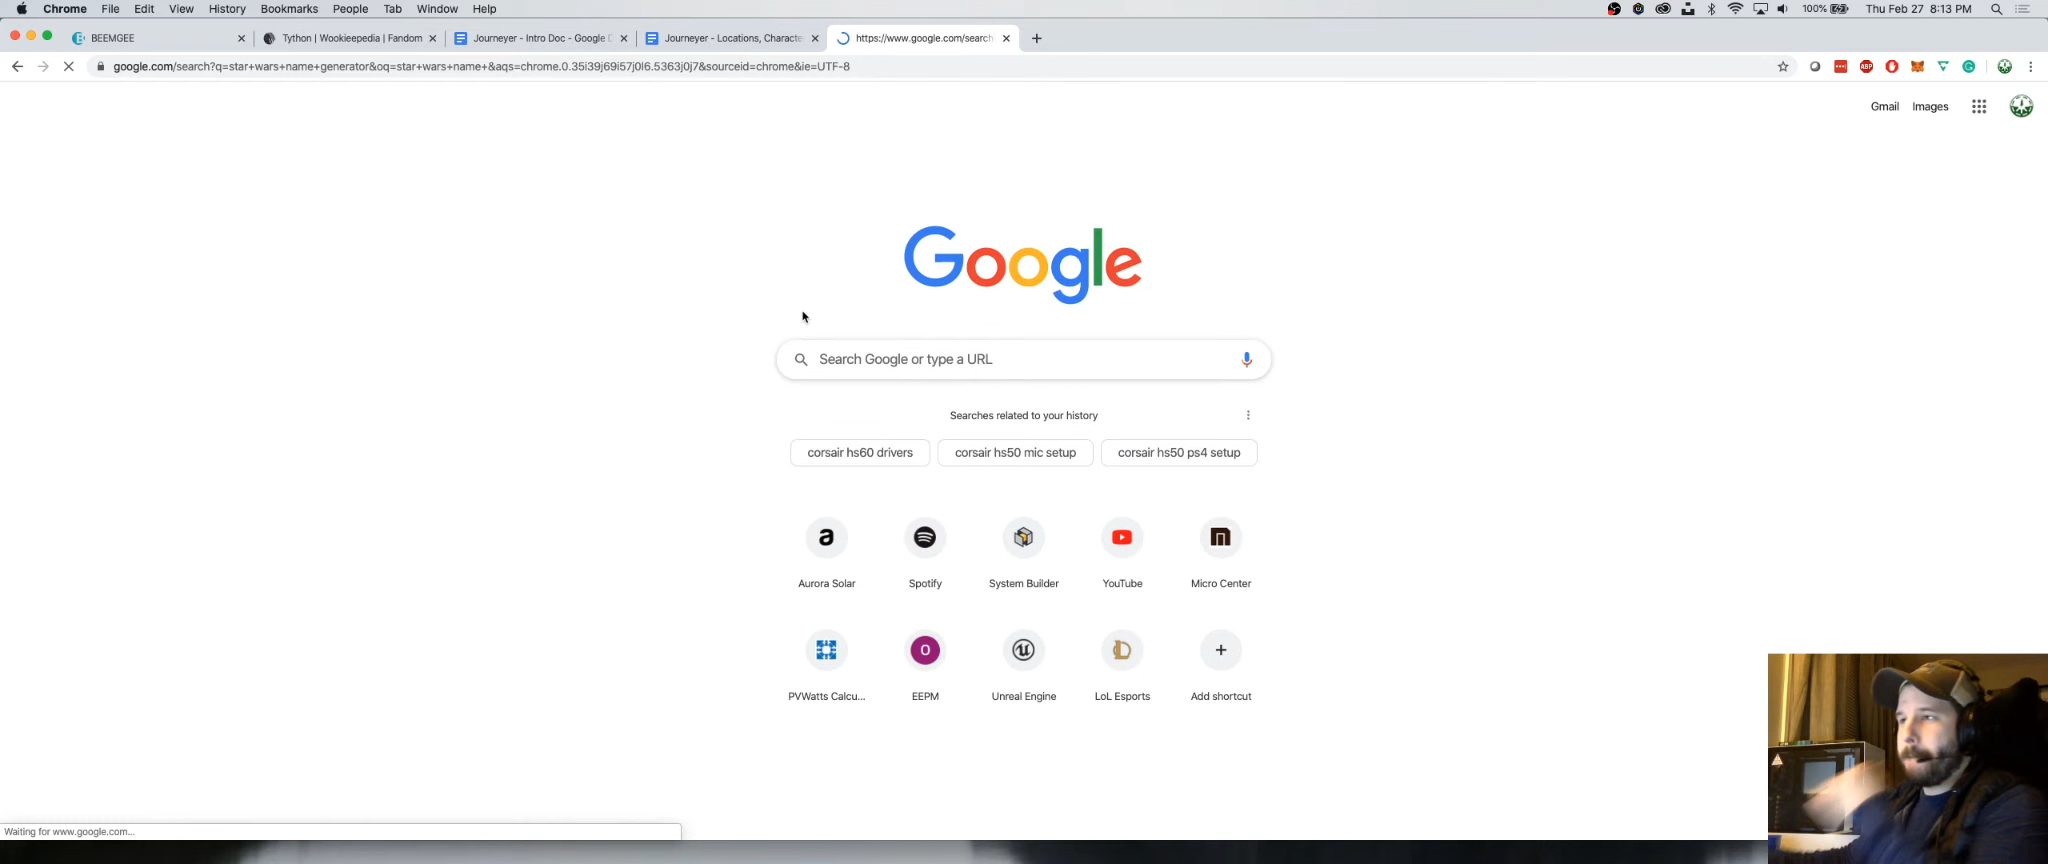 Chrome File Edit View History Bookmarks People Tab Window Help 100% Thu Feb 27 8:13 PM
BEEMGEE Tython | Wookieepedia | Fandom Journeyer - Intro Doc - Google D Journeyer - Locations, Characte https://www.google.com/search
google.com/search?q=star+wars+name+generator&oq=star+wars+name+&aqs=chrome.0.35i39j69i57j0l6.5363j0j7&sourceid=chrome&ie=UTF-8 ABP
Gmail Images
Google
Search Google or type a URL
Searches related to your history
corsair hs60 drivers corsair hs50 mic setup corsair hs50 ps4 setup
Aurora Solar Spotify System Builder YouTube Micro Center
PVWatts Calcu... EEPM Unreal Engine LoL Esports Add shortcut
Waiting for www.google.com...